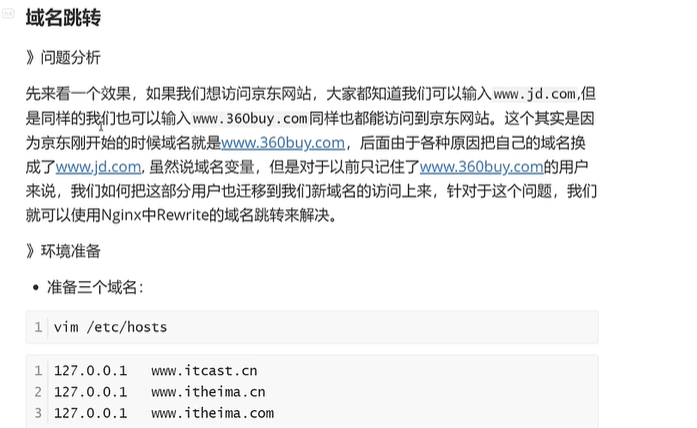 域名跳转
》问题分析
先来看一个效果，如果我们想访问京东网站，大家都知道我们可以输入www.jd.com,但
是同样的我们也可以输入www.360buy.com同样也都能访问到京东网站。这个其实是因
为京东刚开始的时候域名就是www.360buy.com，后面由于各种原因把自己的域名换
成了www.jd.com, 虽然说域名变量，但是对于以前只记住了www.360buy.com的用户
来说，我们如何把这部分用户也迁移到我们新域名的访问上来，针对于这个问题，我们
就可以使用Nginx中Rewrite的域名跳转来解决。
》环境准备
• 准备三个域名：
1 vim /etc/hosts
1 127.0.0.1 www.itcast.cn
2 127.0.0.1 www.itheima.cn
3 127.0.0.1 www.itheima.com